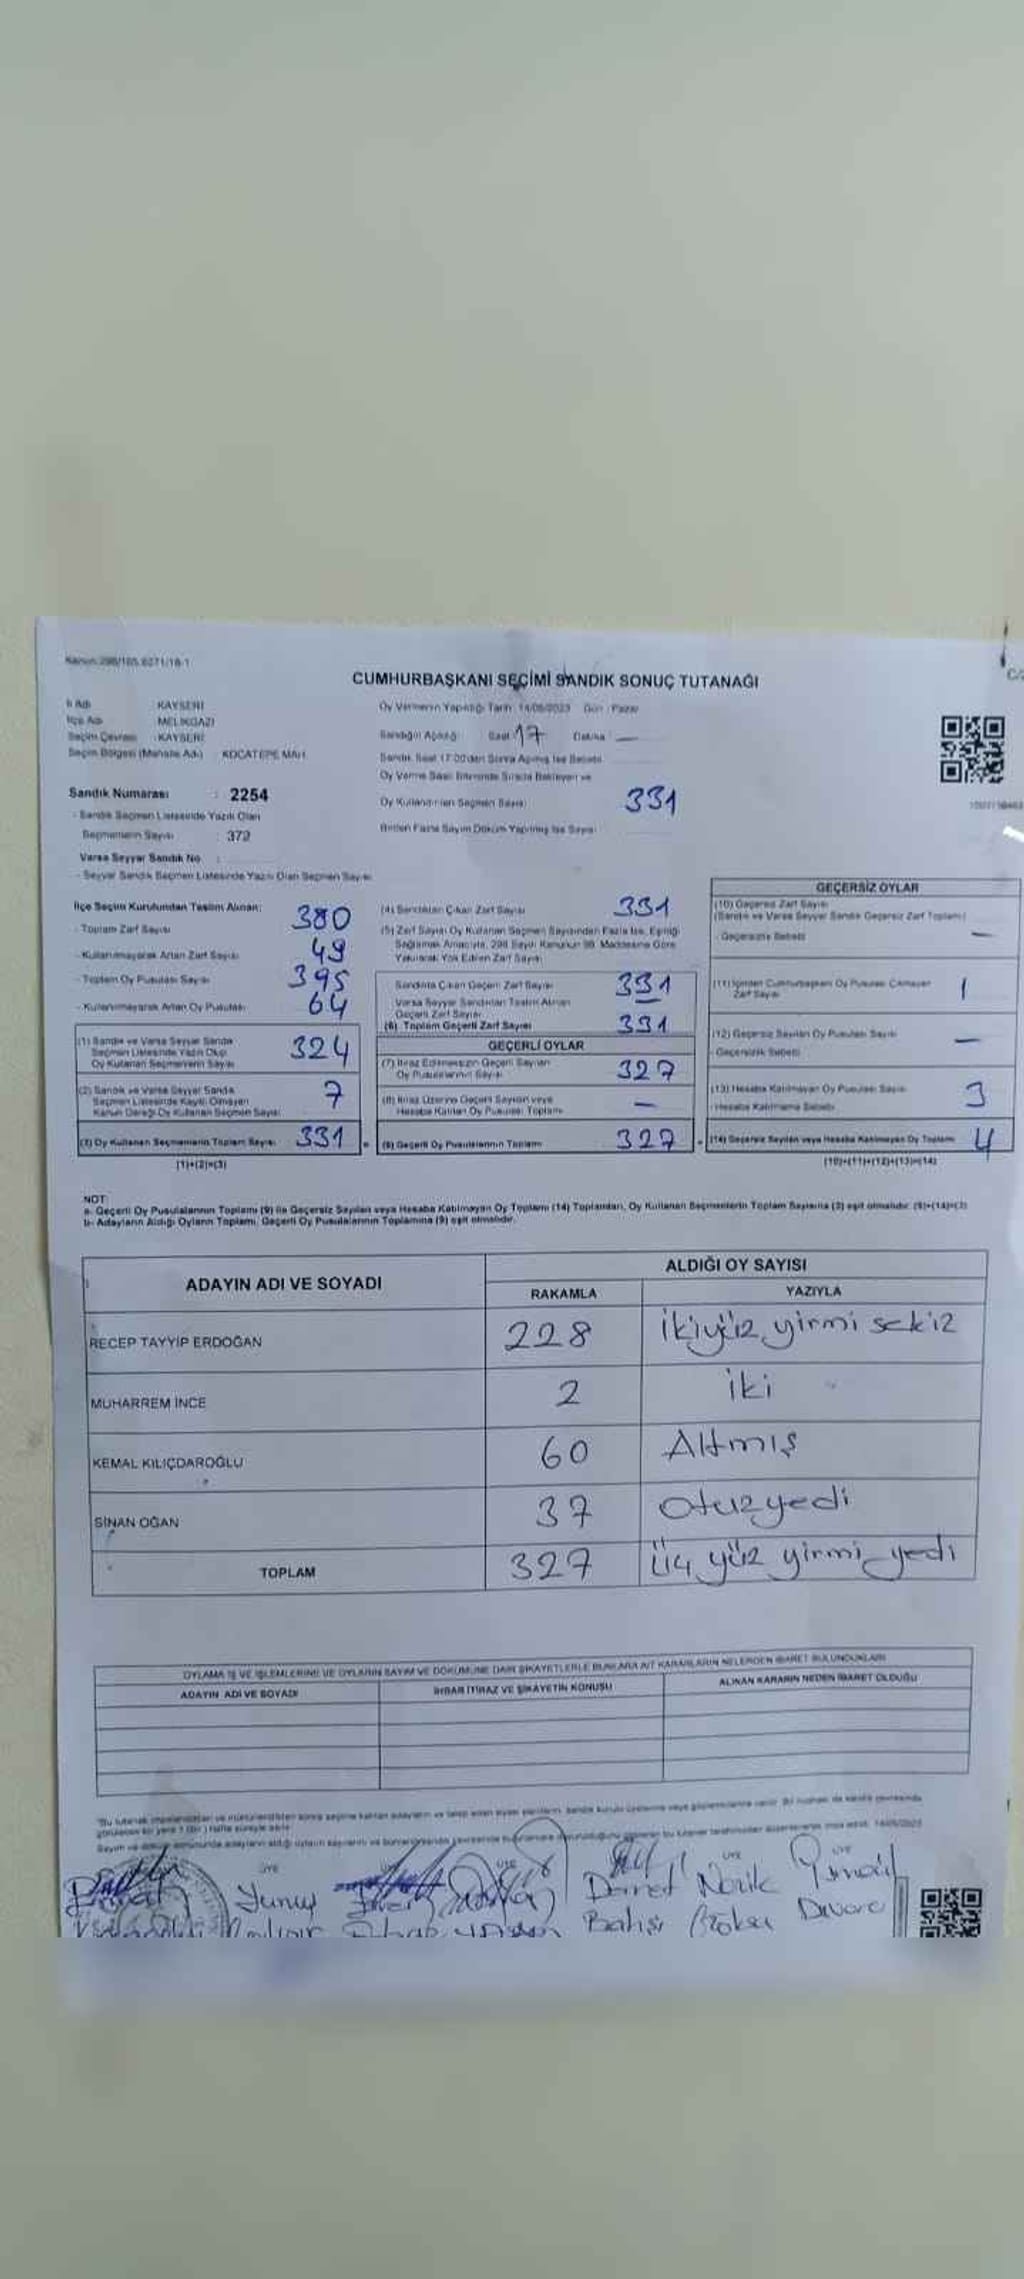 Kanun:298/105,6271/18-1
CUMHURBAŞKANI SEÇİMİ SANDIK SONUÇ TUTANAĞI
İl Adı : KAYSERİ
İlçe Adı : MELİKGAZİ
Seçim Çevresi : KAYSERİ
Seçim Bölgesi (Mahalle Adı) : KOCATEPE MAH.
Sandık Numarası : 2254
- Sandık Seçmen Listesinde Yazılı Olan
Seçmenlerin Sayısı : 372
Varsa Seyyar Sandık No :
- Seyyar Sandık Seçmen Listesinde Yazılı Olan Seçmen Sayısı:
Oy Vermenin Yapıldığı Tarih: 14/05/2023 Gün : Pazar
Sandığın Açıldığı: Saat 17 Dakika : —
Sandık Saat 17:00'den Sonra Açılmış İse Sebebi:
Oy Verme Saati Bitiminde Sırada Bekleyen ve
Oy Kullandırılan Seçmen Sayısı: 331
Birden Fazla Sayım Döküm Yapılmış İse Sayısı:
İlçe Seçim Kurulundan Teslim Alınan:
- Toplam Zarf Sayısı 380
- Kullanılmayarak Artan Zarf Sayısı 49
- Toplam Oy Pusulası Sayısı 395
- Kullanılmayarak Artan Oy Pusulası 64
(1) Sandık ve Varsa Seyyar Sandık
Seçmen Listesinde Yazılı Olup
Oy Kullanan Seçmenlerin Sayısı 324
(2) Sandık ve Varsa Seyyar Sandık
Seçmen Listesinde Kayıtlı Olmayan
Kanun Gereği Oy Kullanan Seçmen Sayısı 7
(3) Oy Kullanan Seçmenlerin Toplam Sayısı 331
(1)+(2)=(3)
(4) Sandıktan Çıkan Zarf Sayısı 331
(5) Zarf Sayısı Oy Kullanan Seçmen Sayısından Fazla İse, Eşitliği
Sağlamak Amacıyla, 298 Sayılı Kanunun 98. Maddesine Göre
Yakılarak Yok Edilen Zarf Sayısı
Sandıkta Çıkan Geçerli Zarf Sayısı 331
Varsa Seyyar Sandıktan Teslim Alınan
Geçerli Zarf Sayısı
(6) Toplam Geçerli Zarf Sayısı 331
GEÇERLİ OYLAR
(7) İtiraz Edilmeksizin Geçerli Sayılan
Oy Pusulalarının Sayısı 327
(8) İtiraz Üzerine Geçerli Sayılan veya
Hesaba Katılan Oy Pusulası Toplamı —
(9) Geçerli Oy Pusulalarının Toplamı 327
GEÇERSİZ OYLAR
(10) Geçersiz Zarf Sayısı
(Sandık ve Varsa Seyyar Sandık Geçersiz Zarf Toplamı)
- Geçersizlik Sebebi —
(11) İçinden Cumhurbaşkanı Oy Pusulası Çıkmayan
Zarf Sayısı 1
(12) Geçersiz Sayılan Oy Pusulası Sayısı —
- Geçersizlik Sebebi
(13) Hesaba Katılmayan Oy Pusulası Sayısı 3
- Hesaba Katılmama Sebebi
(14) Geçersiz Sayılan veya Hesaba Katılmayan Oy Toplamı 4
(10)+(11)+(12)+(13)=(14)
NOT:
a- Geçerli Oy Pusulalarının Toplamı (9) ile Geçersiz Sayılan veya Hesaba Katılmayan Oy Toplamı (14) Toplamları, Oy Kullanan Seçmenlerin Toplam Sayısına (3) eşit olmalıdır. (9)+(14)=(3)
b- Adayların Aldığı Oyların Toplamı, Geçerli Oy Pusulalarının Toplamına (9) eşit olmalıdır.
ADAYIN ADI VE SOYADI ALDIĞI OY SAYISI
RAKAMLA YAZIYLA
RECEP TAYYİP ERDOĞAN 228 ikiyüz yirmi sekiz
MUHARREM İNCE 2 iki
KEMAL KILIÇDAROĞLU 60 Altmış
SİNAN OĞAN 37 otuzyedi
TOPLAM 327 üç yüz yirmi yedi
OYLAMA İŞ VE İŞLEMLERİNE VE OYLARIN SAYIM VE DÖKÜMÜNE DAİR ŞİKAYETLERLE BUNLARA AİT KARARLARIN NELERDEN İBARET BULUNDUKLARI
ADAYIN ADI VE SOYADI İHBAR İTİRAZ VE ŞİKAYETİN KONUSU ALINAN KARARIN NEDEN İBARET OLDUĞU
ÜYE ÜYE ÜYE ÜYE
Yunus Demet